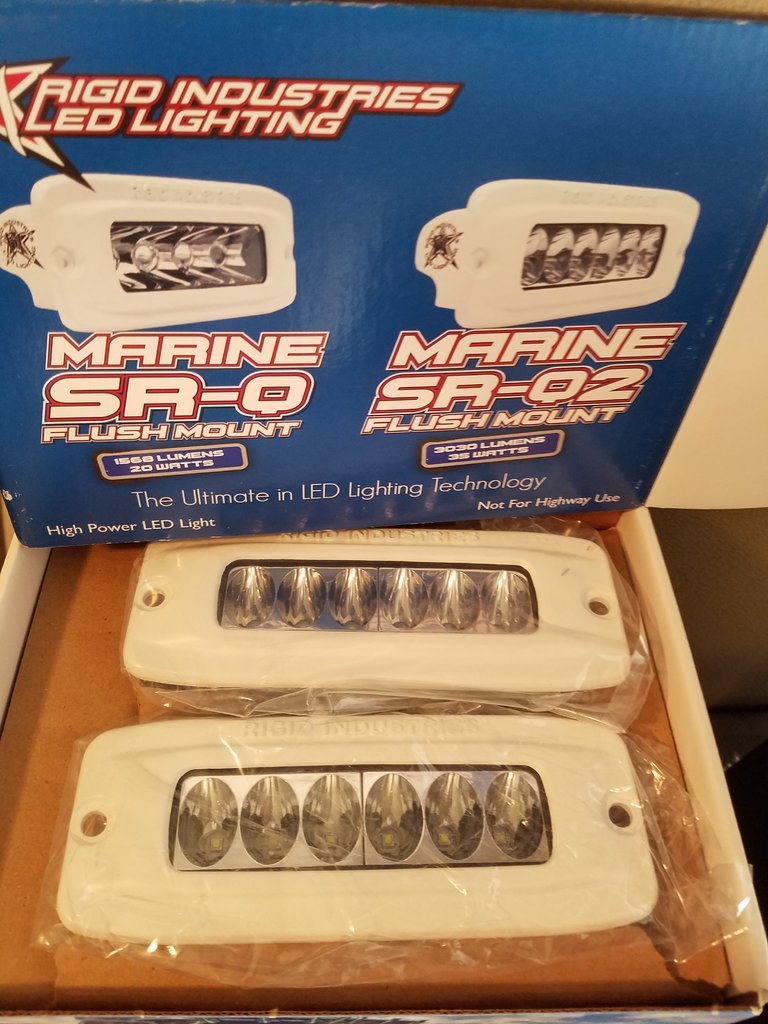 RIGID INDUSTRIES
LED LIGHTING
MARINE
SR-Q
FLUSH MOUNT
1568 LUMENS
20 WATTS
MARINE
SR-Q2
FLUSH MOUNT
3030 LUMENS
35 WATTS
The Ultimate in LED Lighting Technology
High Power LED Light
Not For Highway Use
RIGID INDUSTRIES
RIGID INDUSTRIES